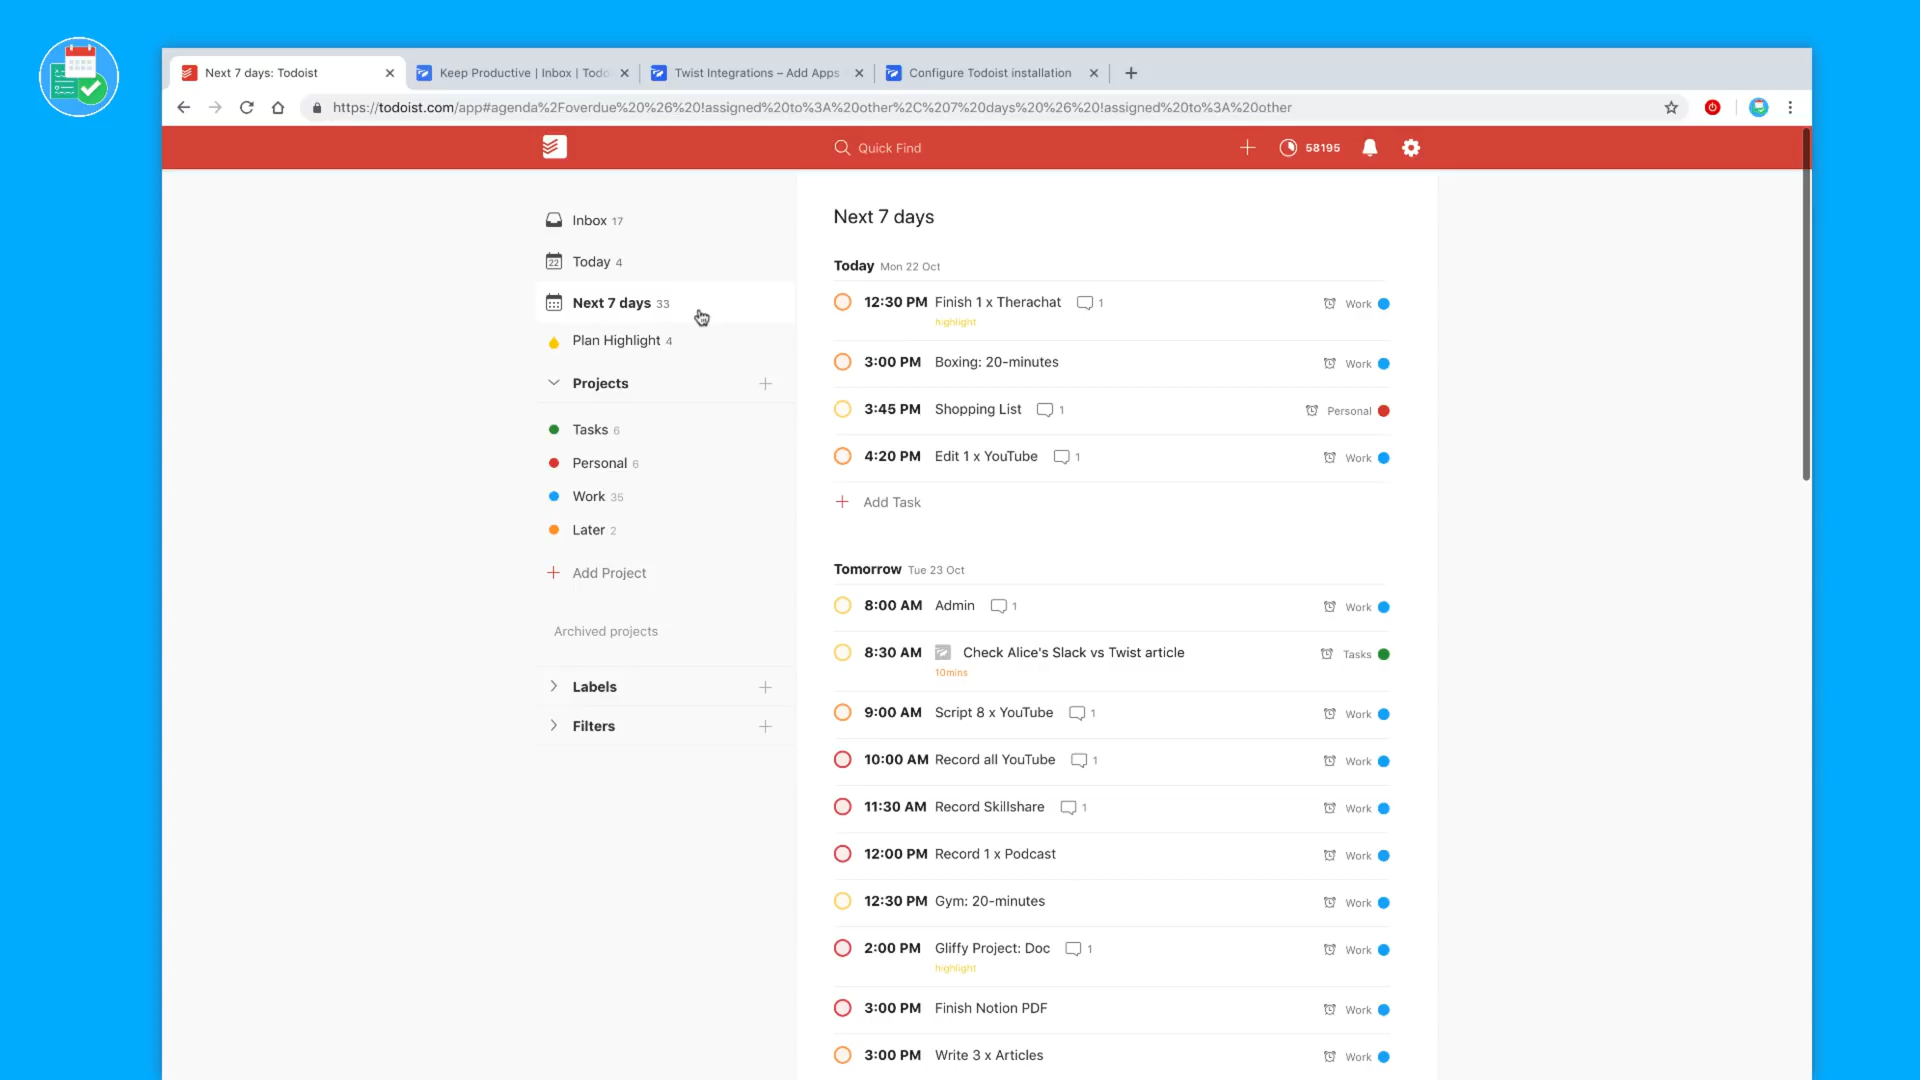 Next 7 days: Todoist
Keep Productive | Inbox | Todo
Twist Integrations – Add Apps
Configure Todoist installation
https://todoist.com/app#agenda%2Foverdue%20%26%20!assigned%20to%3A%20other%2C%207%20days%20%26%20!assigned%20to%3A%20other
Quick Find
58195
Inbox 17
22
Today 4
Next 7 days 33
Plan Highlight 4
Projects
Tasks 6
Personal 6
Work 35
Later 2
Add Project
Archived projects
Labels
Filters
Next 7 days
Today Mon 22 Oct
12:30 PM Finish 1 x Therachat 1 Work
highlight
3:00 PM Boxing: 20-minutes Work
3:45 PM Shopping List 1 Personal
4:20 PM Edit 1 x YouTube 1 Work
Add Task
Tomorrow Tue 23 Oct
8:00 AM Admin 1 Work
8:30 AM Check Alice's Slack vs Twist article Tasks
10mins
9:00 AM Script 8 x YouTube 1 Work
10:00 AM Record all YouTube 1 Work
11:30 AM Record Skillshare 1 Work
12:00 PM Record 1 x Podcast Work
12:30 PM Gym: 20-minutes Work
2:00 PM Gliffy Project: Doc 1 Work
highlight
3:00 PM Finish Notion PDF Work
3:00 PM Write 3 x Articles Work